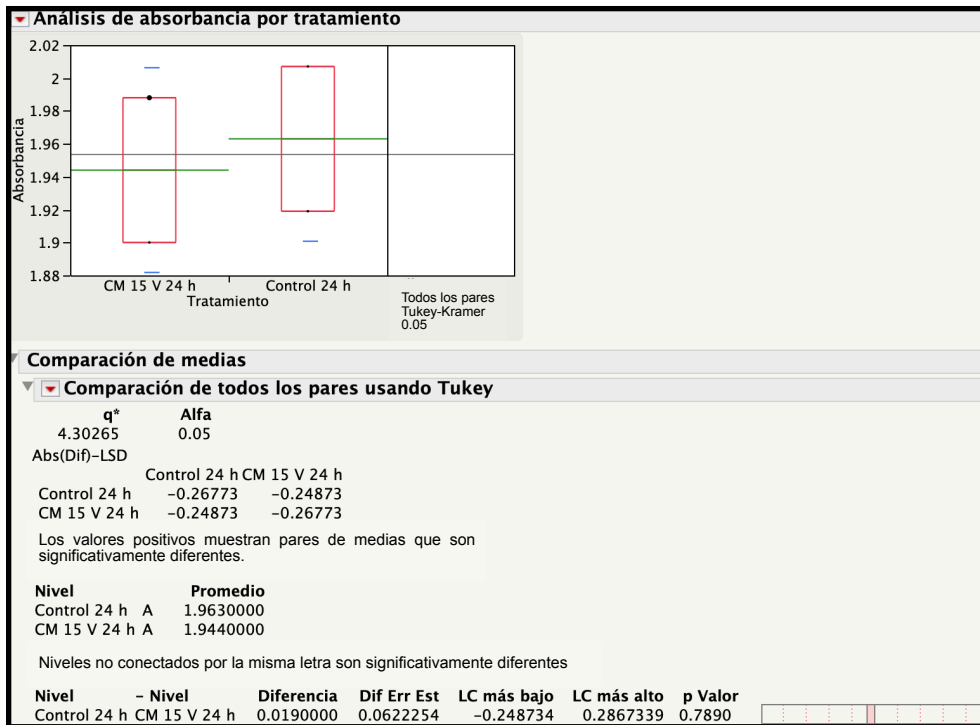 Análisis de absorbancia por tratamiento
2.02
2
1.98
1.96
1.94
1.92
1.9
1.88
Absorbancia
CM 15 V 24 h Control 24 h
Tratamiento
Todos los pares
Tukey-Kramer
0.05
Comparación de medias
Comparación de todos los pares usando Tukey
q* Alfa
4.30265 0.05
Abs(Dif)-LSD
Control 24 h CM 15 V 24 h
Control 24 h -0.26773 -0.24873
CM 15 V 24 h -0.24873 -0.26773
Los valores positivos muestran pares de medias que son
significativamente diferentes.
Nivel Promedio
Control 24 h A 1.9630000
CM 15 V 24 h A 1.9440000
Niveles no conectados por la misma letra son significativamente diferentes
Nivel - Nivel Diferencia Dif Err Est LC más bajo LC más alto p Valor
Control 24 h CM 15 V 24 h 0.0190000 0.0622254 -0.248734 0.2867339 0.7890